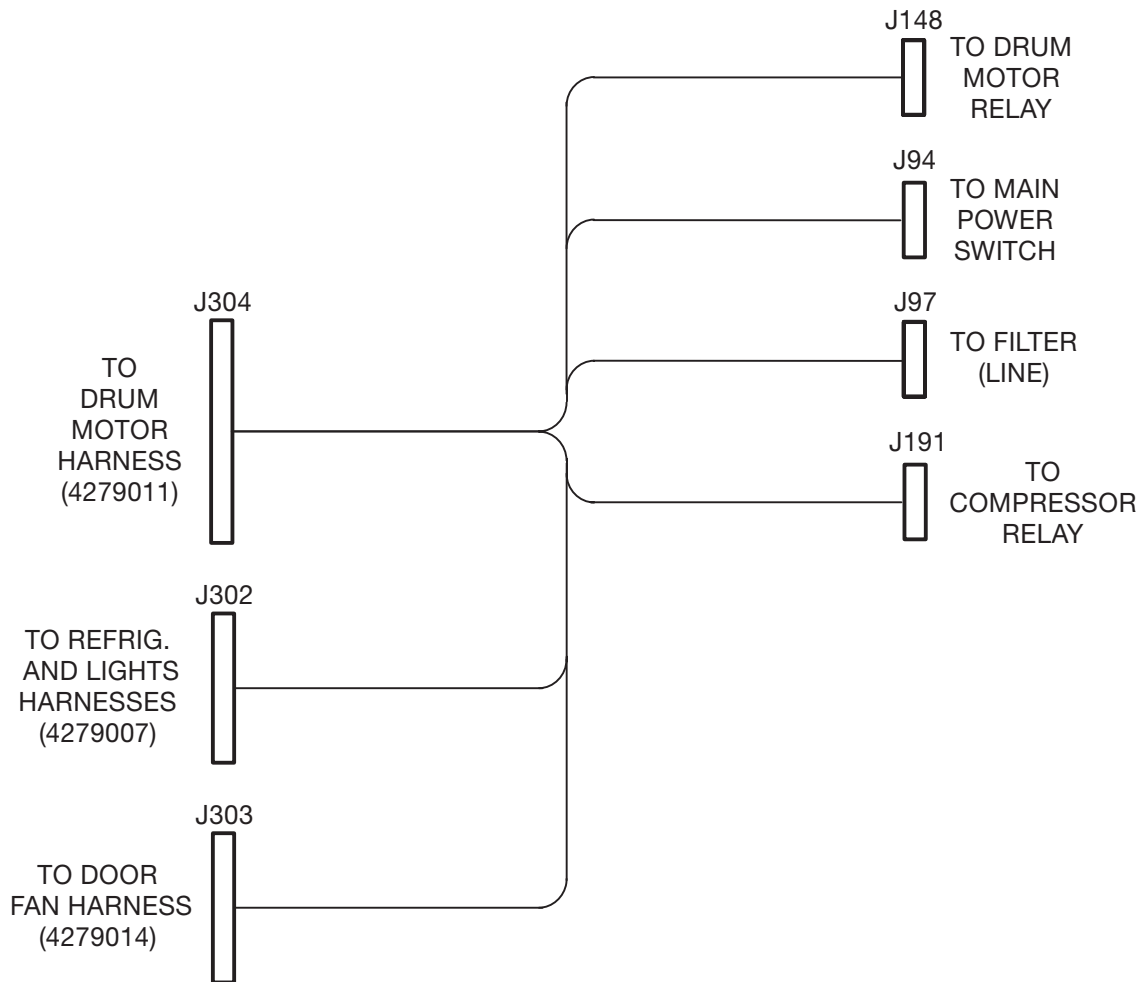 J148
TO DRUM
MOTOR
RELAY
J94
TO MAIN
POWER
SWITCH
J304
TO
DRUM
MOTOR
HARNESS
(4279011)
J97
TO FILTER
(LINE)
J191
TO
COMPRESSOR
RELAY
J302
TO REFRIG.
AND LIGHTS
HARNESSES
(4279007)
J303
TO DOOR
FAN HARNESS
(4279014)